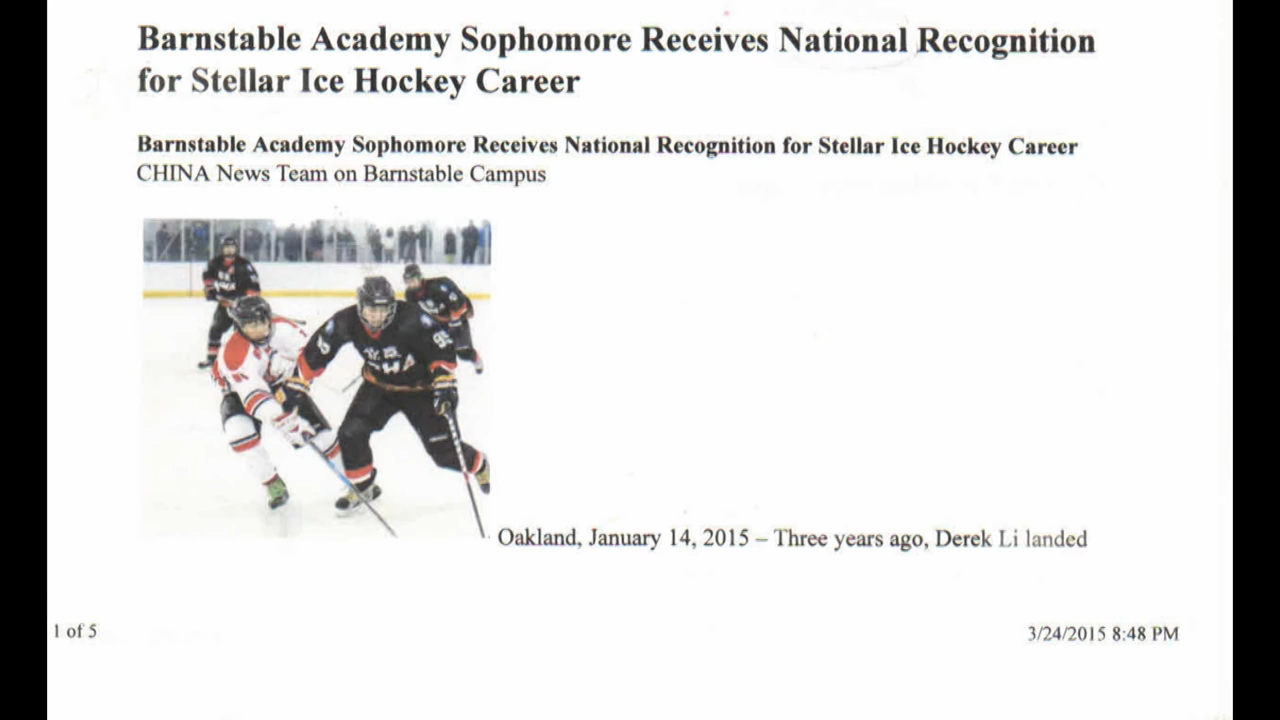 Barnstable Academy Sophomore Receives National Recognition
for Stellar Ice Hockey Career
Barnstable Academy Sophomore Receives National Recognition for Stellar Ice Hockey Career
CHINA News Team on Barnstable Campus
95
Oakland, January 14, 2015 – Three years ago, Derek Li landed
1 of 5
3/24/2015 8:48 PM